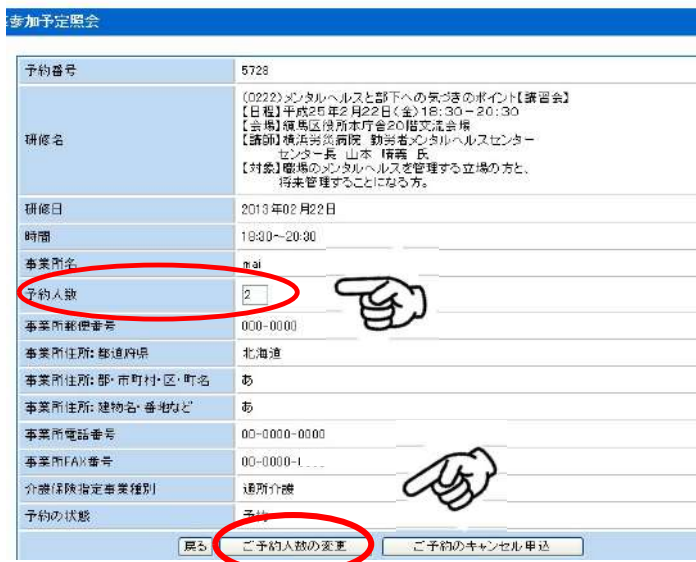 参加予定照会
予約番号 5728
研修名
(0222)メンタルヘルスと部下への気づきのポイント【講習会】
【日程】平成25年2月22日(金)18:30-20:30
【会場】練馬区役所本庁舎20階交流会場
【講師】横浜労災病院 勤労者メンタルヘルスセンター
センター長 山本 晴義 氏
【対象】職場のメンタルヘルスを管理する立場の方と、
将来管理することになる方。
研修日 2013年02月22日
時間 18:30～20:30
事業所名 mai
予約人数 2
事業所郵便番号 000-0000
事業所住所:都道府県 北海道
事業所住所:郡・市町村・区・町名 あ
事業所住所:建物名・番地など あ
事業所電話番号 00-0000-0000
事業所FAX番号 00-0000-
介護保険指定事業種別 通所介護
予約の状態 予約
戻る ご予約人数の変更 ご予約のキャンセル申込